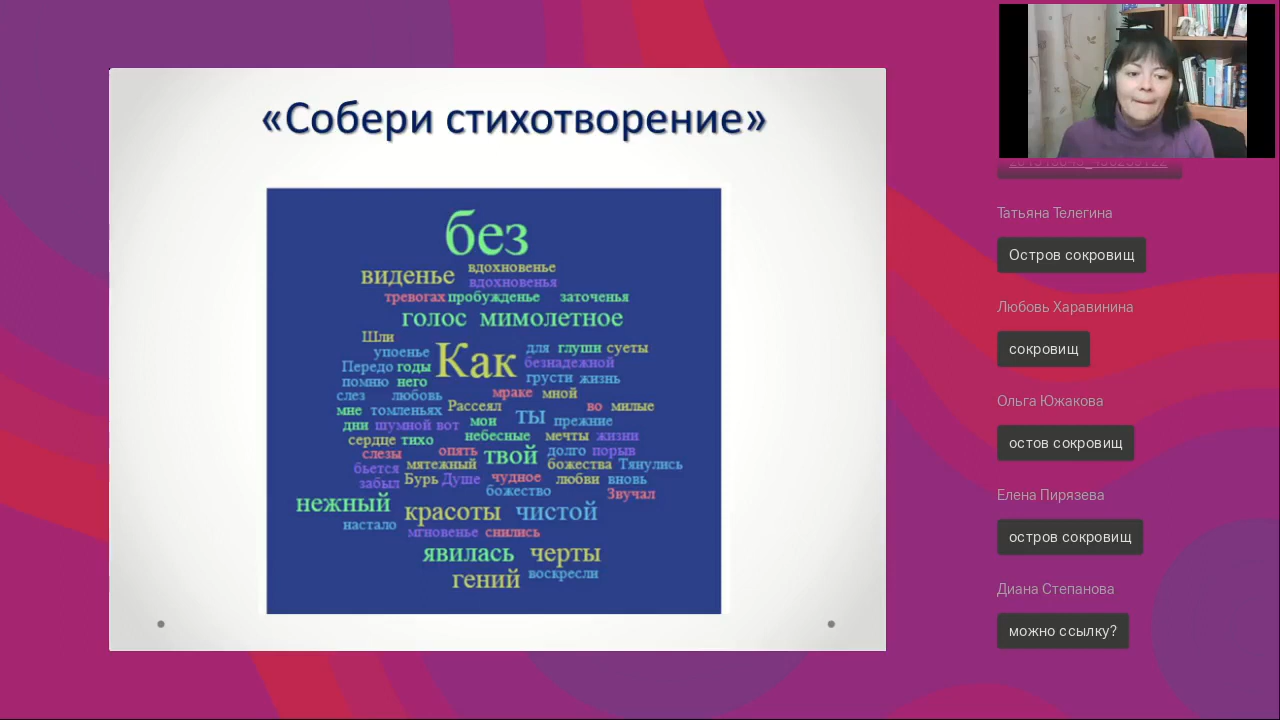 «Собери стихотворение»
без
виденье вдохновенье
вдохновенья
тревогах пробужденье заточенья
голос мимолетное
Шли
упоенье Как для глуши суеты
Передо годы безнадежной
помню него грусти жизнь
слез любовь мраке мной
мне томленьях Рассеял ты во милые
дни шумной вот мои прежние
сердце тихо небесные мечты жизни
слезы опять твой долго порыв
бьется мятежный божества Тянулись
забыл Бурь Душе чудное любви вновь
божество Звучал
нежный красоты чистой
настало мгновенье снились
явилась черты
гений воскресли
Татьяна Телегина
Остров сокровищ
Любовь Харавинина
сокровищ
Ольга Южакова
остов сокровищ
Елена Пирязева
остров сокровищ
Диана Степанова
можно ссылку?